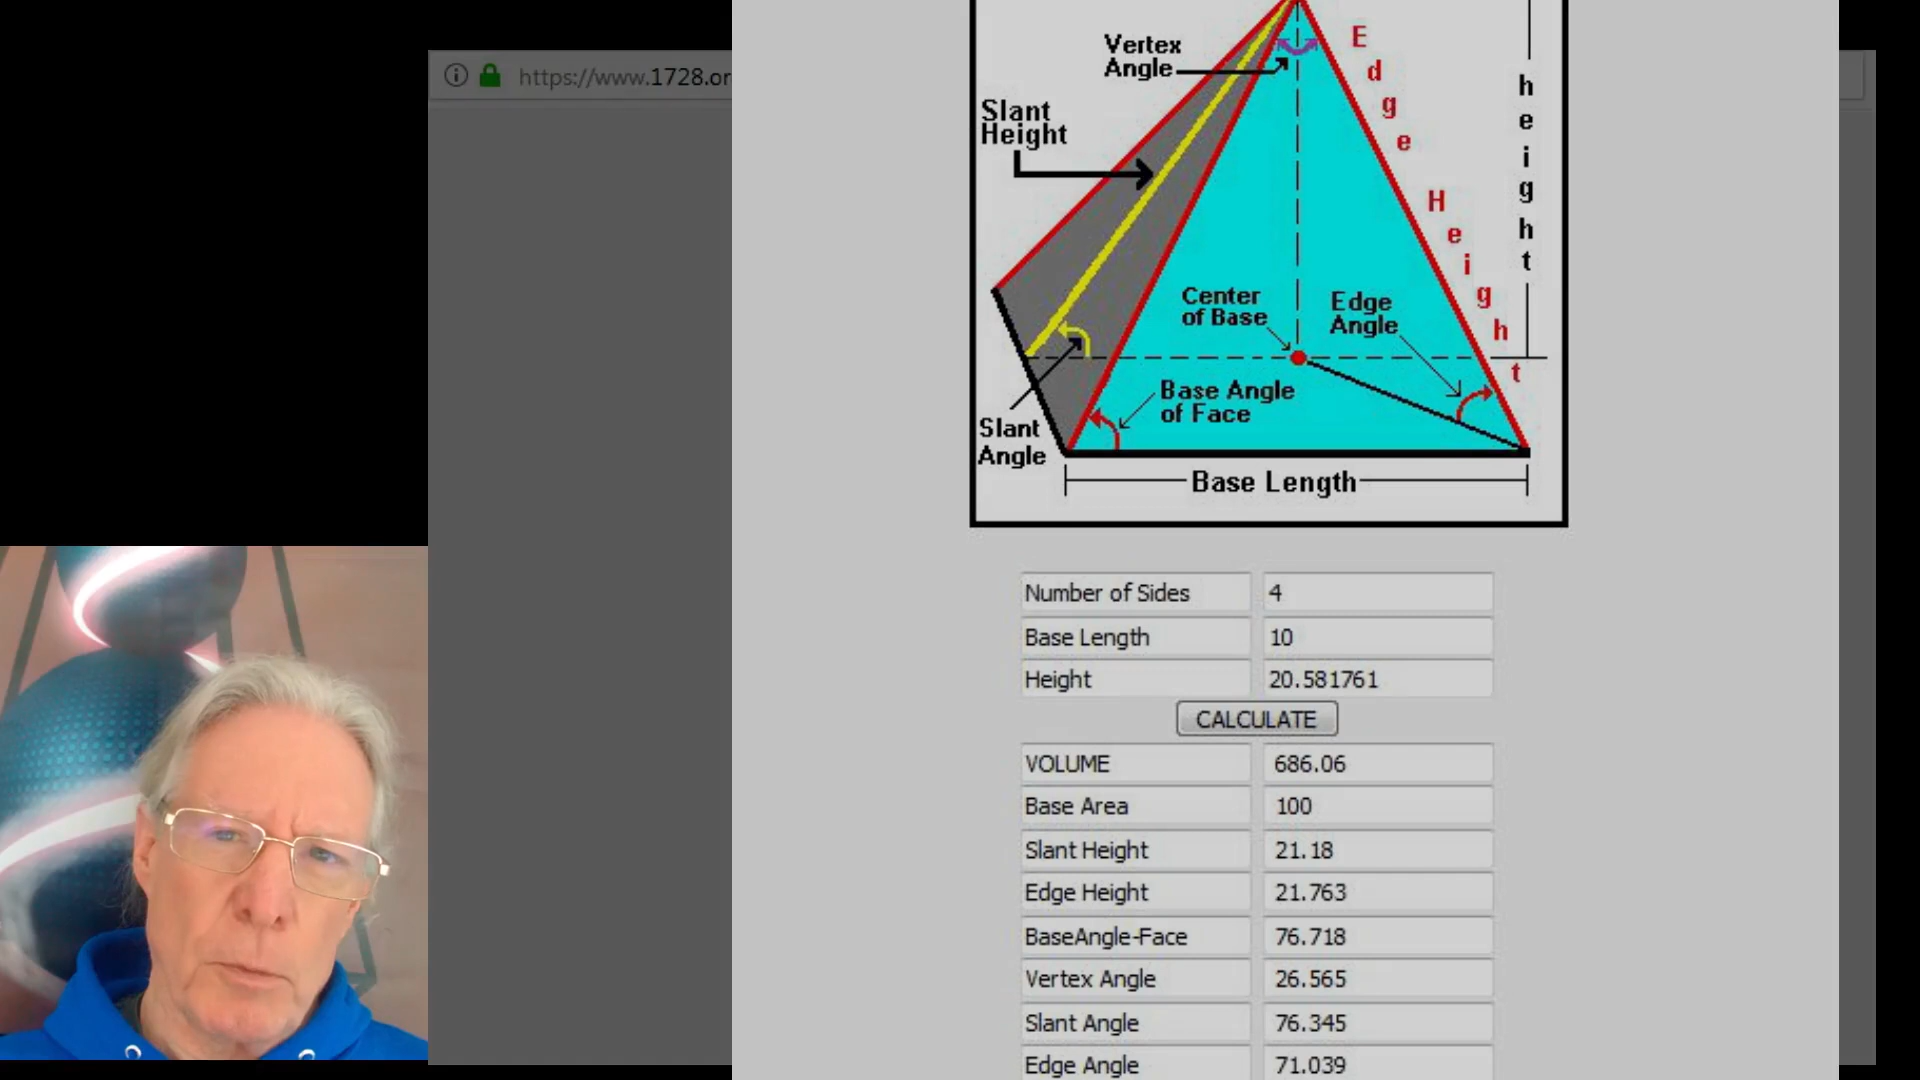 https://www.1728.or
Vertex
Angle
Slant
Height
Edge Height
height
Center
of Base
Edge
Angle
Base Angle
of Face
Slant
Angle
Base Length
Number of Sides 4
Base Length 10
Height 20.581761
CALCULATE
VOLUME 686.06
Base Area 100
Slant Height 21.18
Edge Height 21.763
BaseAngle-Face 76.718
Vertex Angle 26.565
Slant Angle 76.345
Edge Angle 71.039